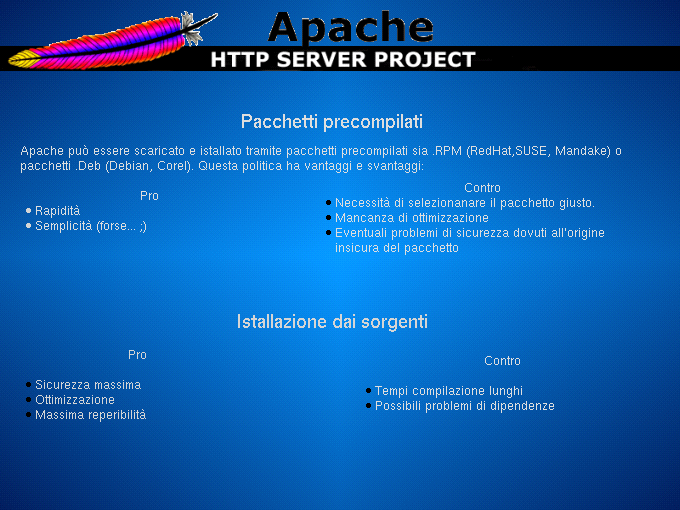 Apache
HTTP SERVER PROJECT
Pacchetti precompilati
Apache può essere scaricato e istallato tramite pacchetti precompilati sia .RPM (RedHat,SUSE, Mandake) o
pacchetti .Deb (Debian, Corel). Questa politica ha vantaggi e svantaggi:
Pro
● Rapidità
● Semplicità (forse... ;)
Contro
● Necessità di selezionanare il pacchetto giusto.
● Mancanza di ottimizzazione
● Eventuali problemi di sicurezza dovuti all'origine
insicura del pacchetto
Istallazione dai sorgenti
Pro
● Sicurezza massima
● Ottimizzazione
● Massima reperibilità
Contro
● Tempi compilazione lunghi
● Possibili problemi di dipendenze